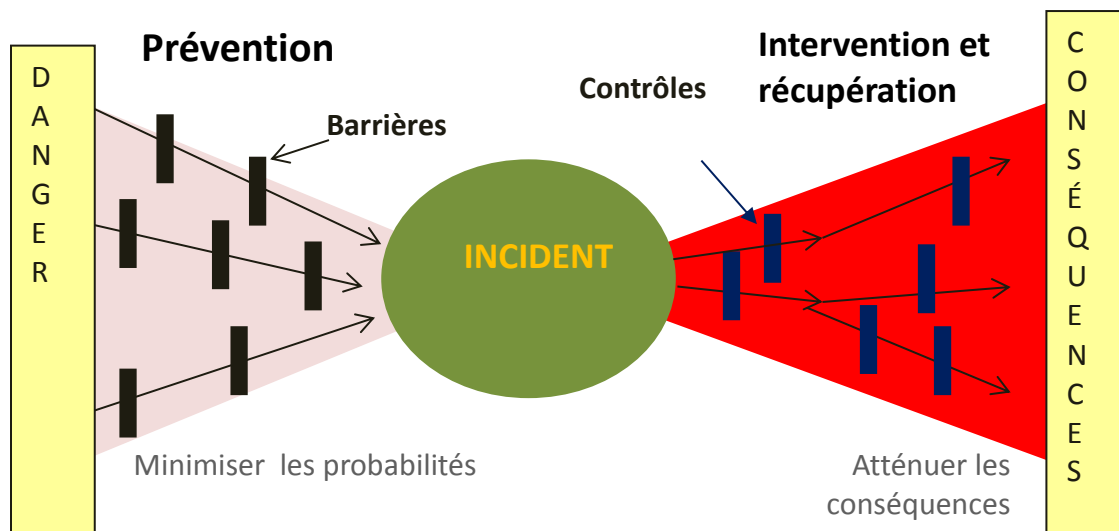 DANGER
Prévention
Barrières
Minimiser les probabilités
INCIDENT
Contrôles
Intervention et
récupération
Atténuer les
conséquences
CONSÉQUENCES